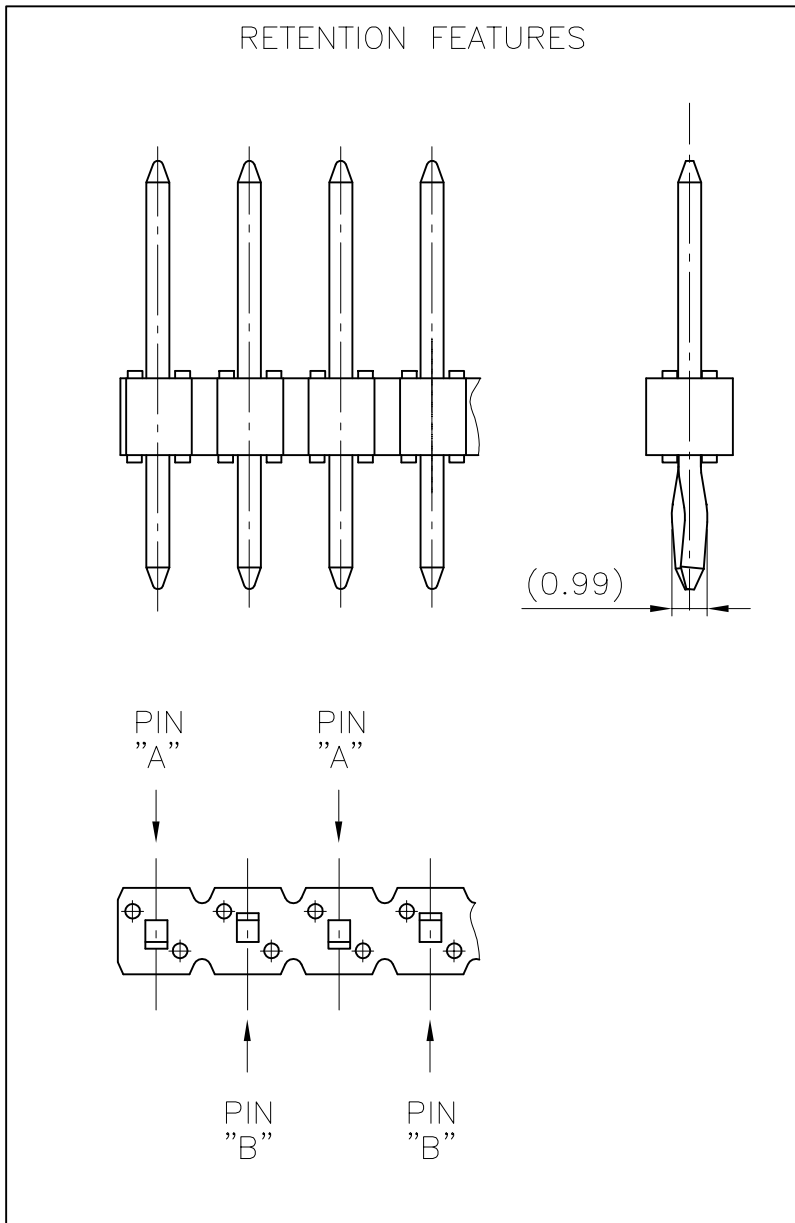 RETENTION FEATURES
(0.99)
PIN
"A"
PIN
"A"
PIN
"B"
PIN
"B"